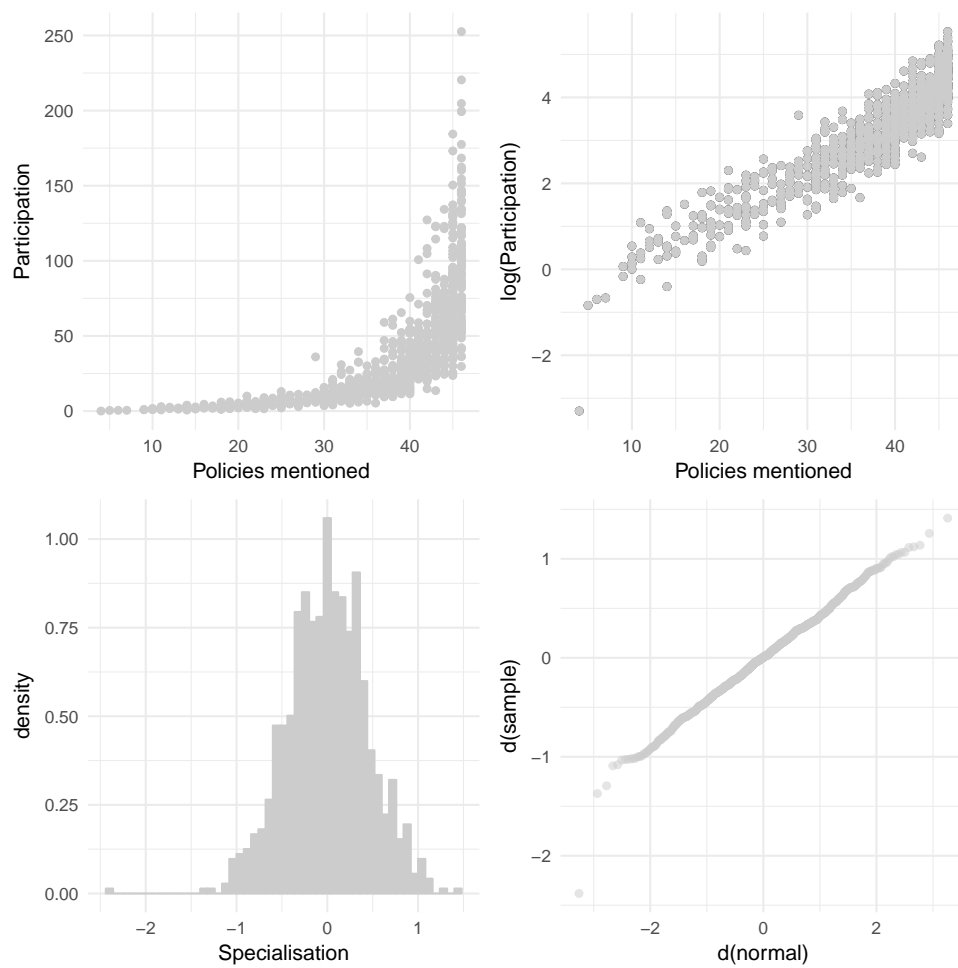 250
200
150
100
50
0
Participation
10 20 30 40
Policies mentioned
4
2
0
−2
log(Participation)
10 20 30 40
Policies mentioned
1.00
0.75
0.50
0.25
0.00
density
−2 −1 0 1
Specialisation
1
0
−1
−2
d(sample)
−2 0 2
d(normal)